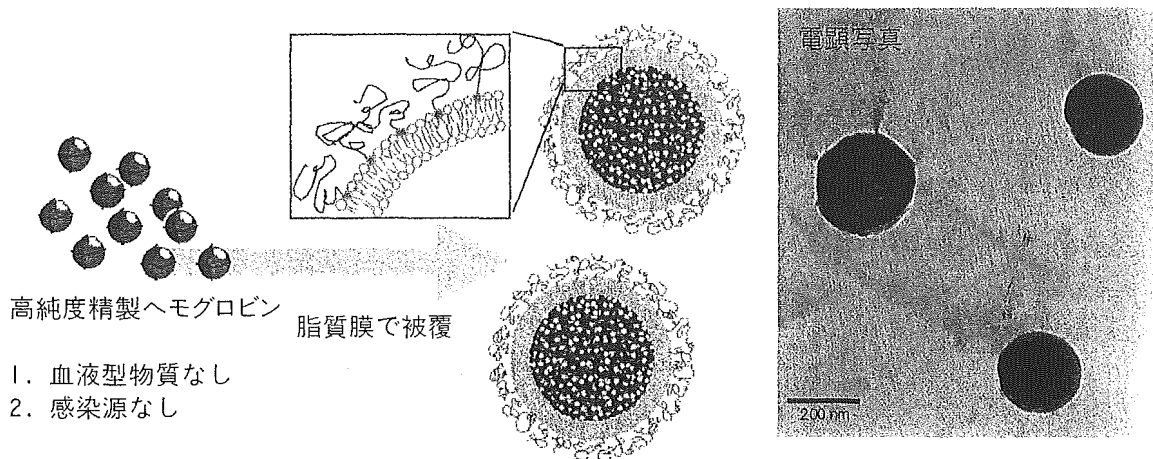 電顕写真
高純度精製ヘモグロビン
脂質膜で被覆
1. 血液型物質なし
2. 感染源なし
200 nm